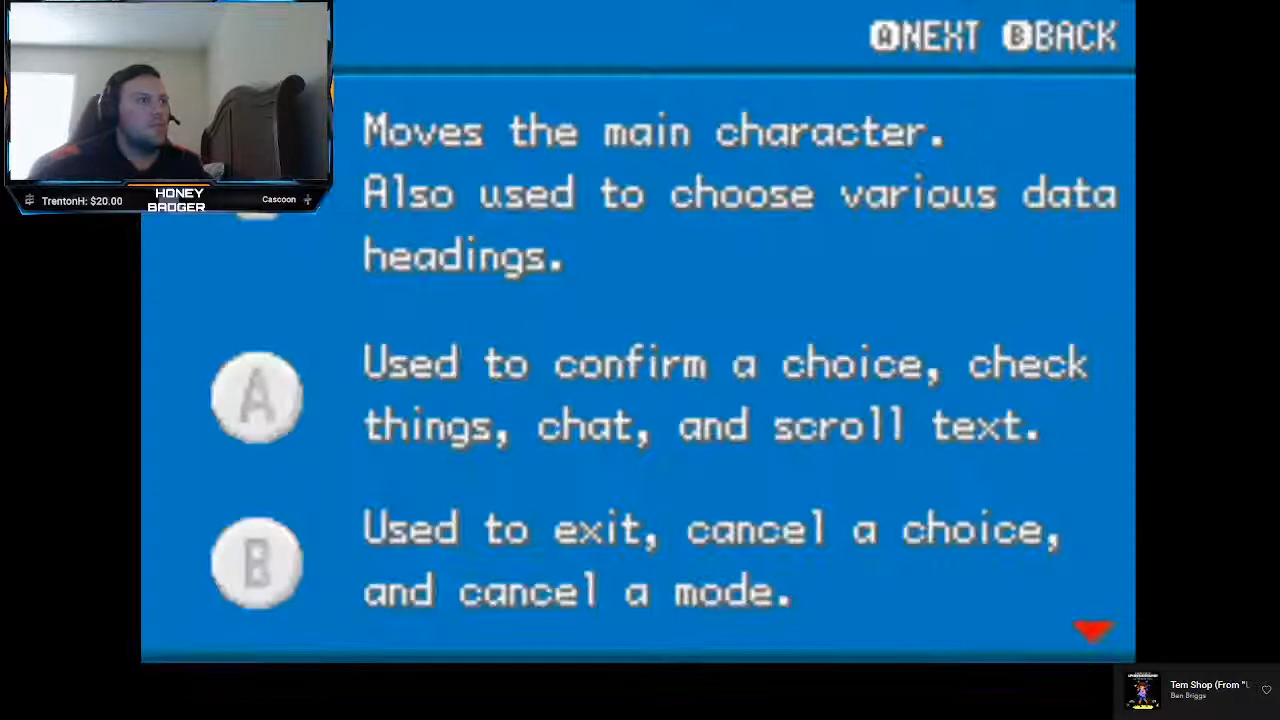 ⒶNEXT ⒷBACK
Moves the main character.
Also used to choose various data
headings.
A
Used to confirm a choice, check
things, chat, and scroll text.
B
Used to exit, cancel a choice,
and cancel a mode.
TrentonH: $20.00
HONEY
BADGER
Cascoon
Tem Shop (From "U
Ben Briggs